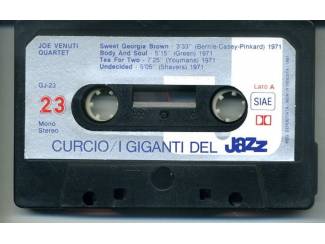 JOE VENUTI
QUARTET
Sweet Georgia Brown - 3'33" (Bernie-Casey-Pinkard) 1971
Body And Soul - 5'15" (Green) 1971
Tea For Two - 7'25" (Youmans) 1971
Undecided - 5'05" (Shavers) 1971
GJ-23
23
Mono
Stereo
Lato A
SIAE
CURCIO/I GIGANTI DEL JAZZ